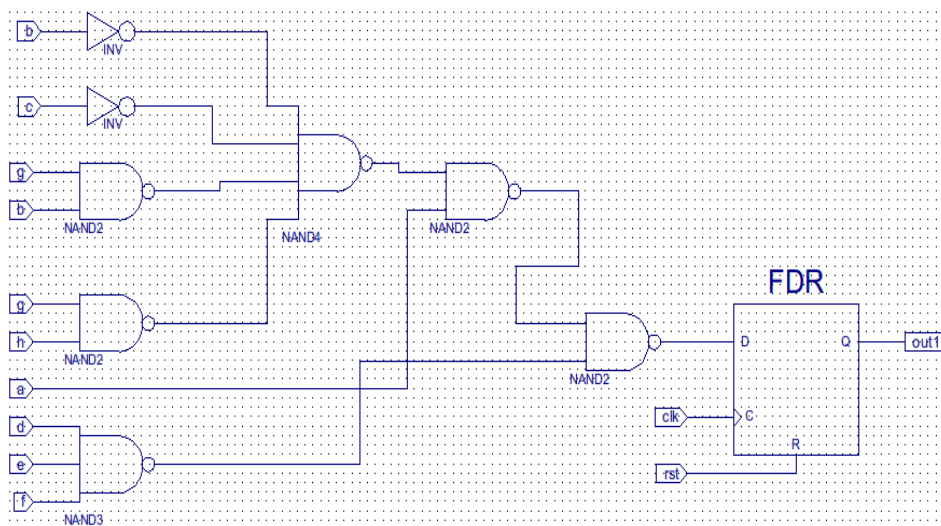 b
INV
c
INV
g
b
NAND2
NAND4
NAND2
g
h
NAND2
a
d
e
f
NAND3
NAND2
FDR
D
Q
out1
clk
C
R
rst